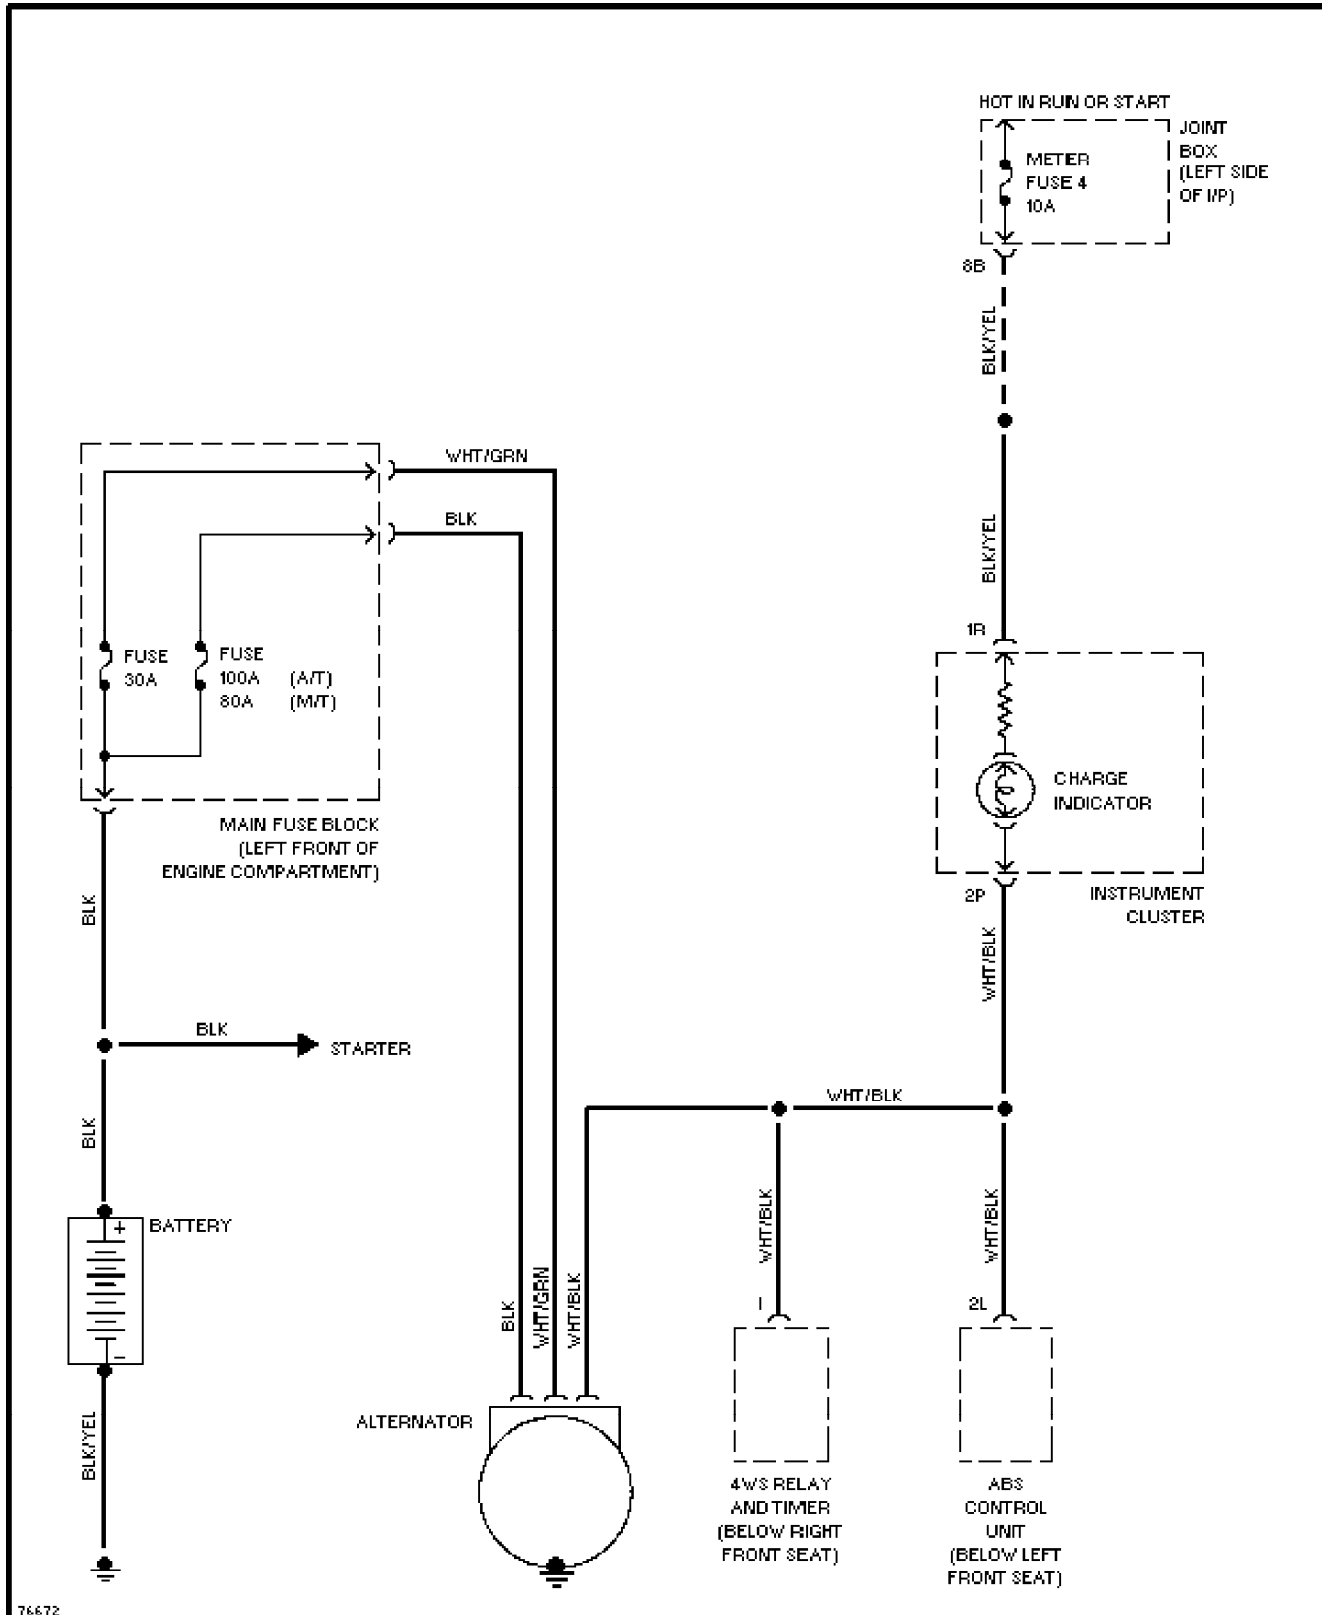 HOT IN RUN OR START
JOINT
BOX
(LEFT SIDE
OF I/P)
METER
FUSE 4
10A
8B
BLK/YEL
BLK/YEL
1R
WHT/GRN
BLK
FUSE
30A
FUSE
100A (A/T)
80A (M/T)
MAIN FUSE BLOCK
(LEFT FRONT OF
ENGINE COMPARTMENT)
CHARGE
INDICATOR
2P
INSTRUMENT
CLUSTER
BLK
WHT/BLK
BLK
STARTER
WHT/BLK
BLK
+
BATTERY
-
WHT/BLK
WHT/BLK
BLK
WHT/GRN
WHT/BLK
1
2L
ALTERNATOR
BLK/YEL
4WS RELAY
AND TIMER
(BELOW RIGHT
FRONT SEAT)
ABS
CONTROL
UNIT
(BELOW LEFT
FRONT SEAT)
76672